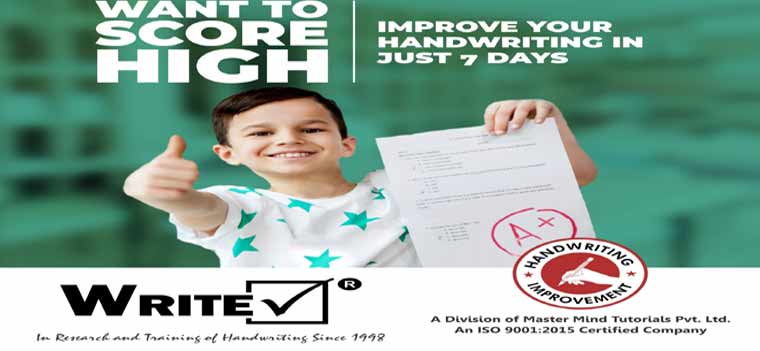 WANT TO
SCORE
HIGH
IMPROVE YOUR
HANDWRITING IN
JUST 7 DAYS
A+
HANDWRITING
IMPROVEMENT
WRITE ®
In Research and Training of Handwriting Since 1998
A Division of Master Mind Tutorials Pvt. Ltd.
An ISO 9001:2015 Certified Company